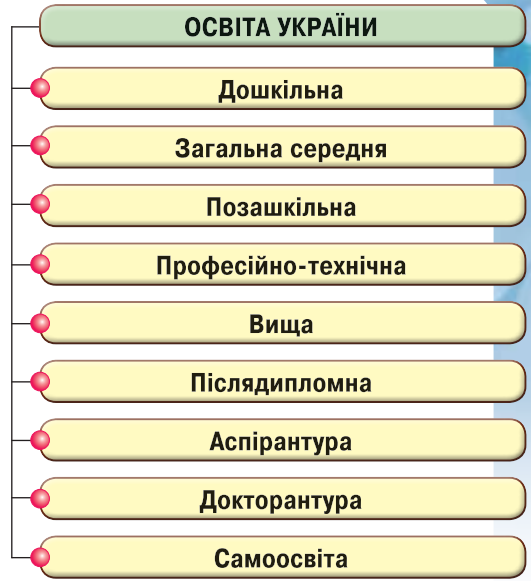 ОСВІТА УКРАЇНИ
Дошкільна
Загальна середня
Позашкільна
Професійно-технічна
Вища
Післядипломна
Аспірантура
Докторантура
Самоосвіта